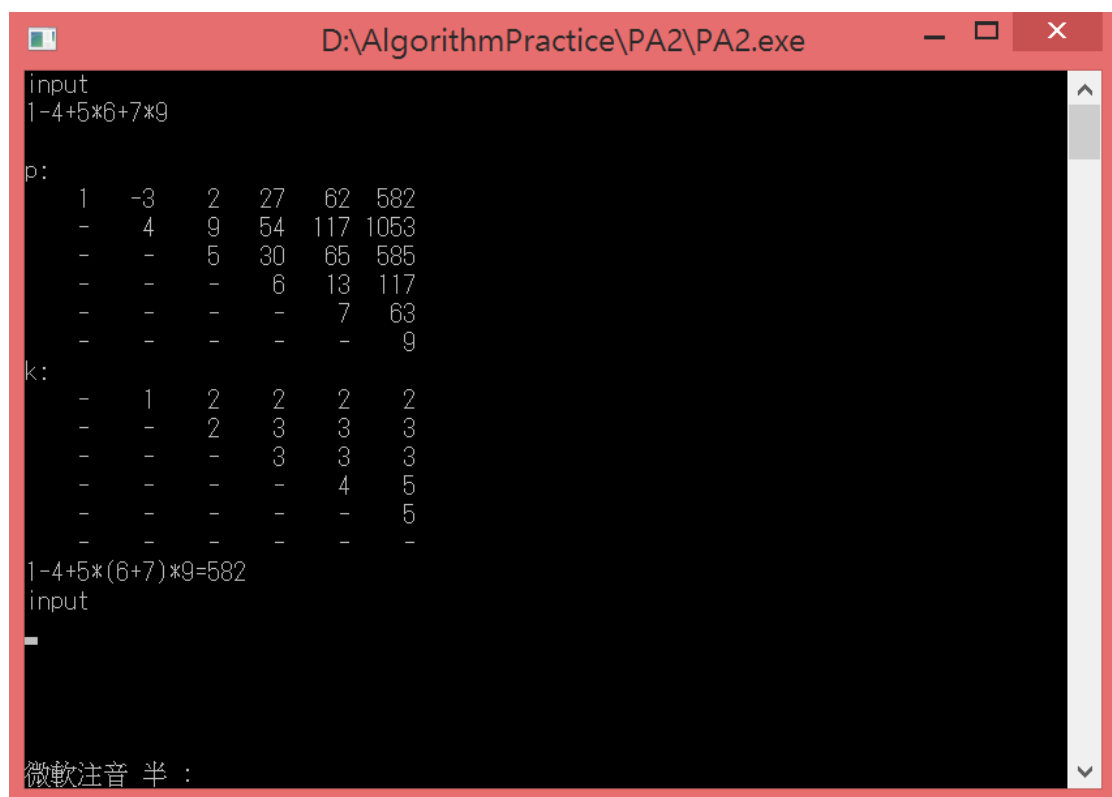 D:\AlgorithmPractice\PA2\PA2.exe
input
1-4+5*6+7*9
p:
1 -3 2 27 62 582
- 4 9 54 117 1053
- - 5 30 65 585
- - - 6 13 117
- - - - 7 63
- - - - - 9
k:
- 1 2 2 2 2
- - 2 3 3 3
- - - 3 3 3
- - - - 4 5
- - - - - 5
- - - - - -
1-4+5*(6+7)*9=582
input
微軟注音 半 :